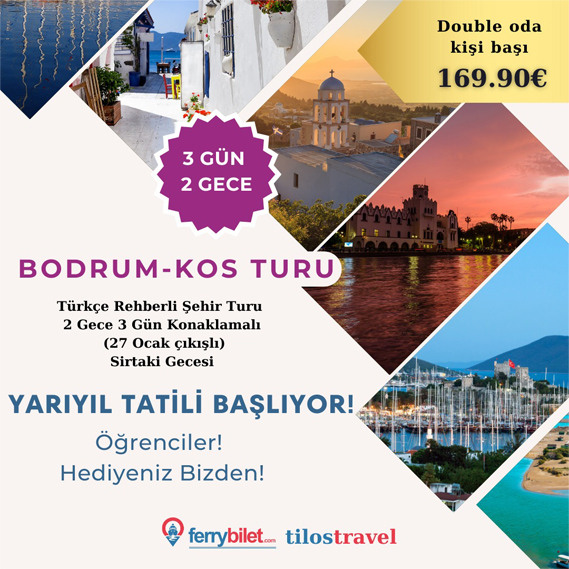 Double oda
kişi başı
169.90€
3 GÜN
2 GECE
BODRUM-KOS TURU
Türkçe Rehberli Şehir Turu
2 Gece 3 Gün Konaklamalı
(27 Ocak çıkışlı)
Sirtaki Gecesi
YARIYIL TATİLİ BAŞLIYOR!
Öğrenciler!
Hediyeniz Bizden!
ferrybilet.com tilostravel